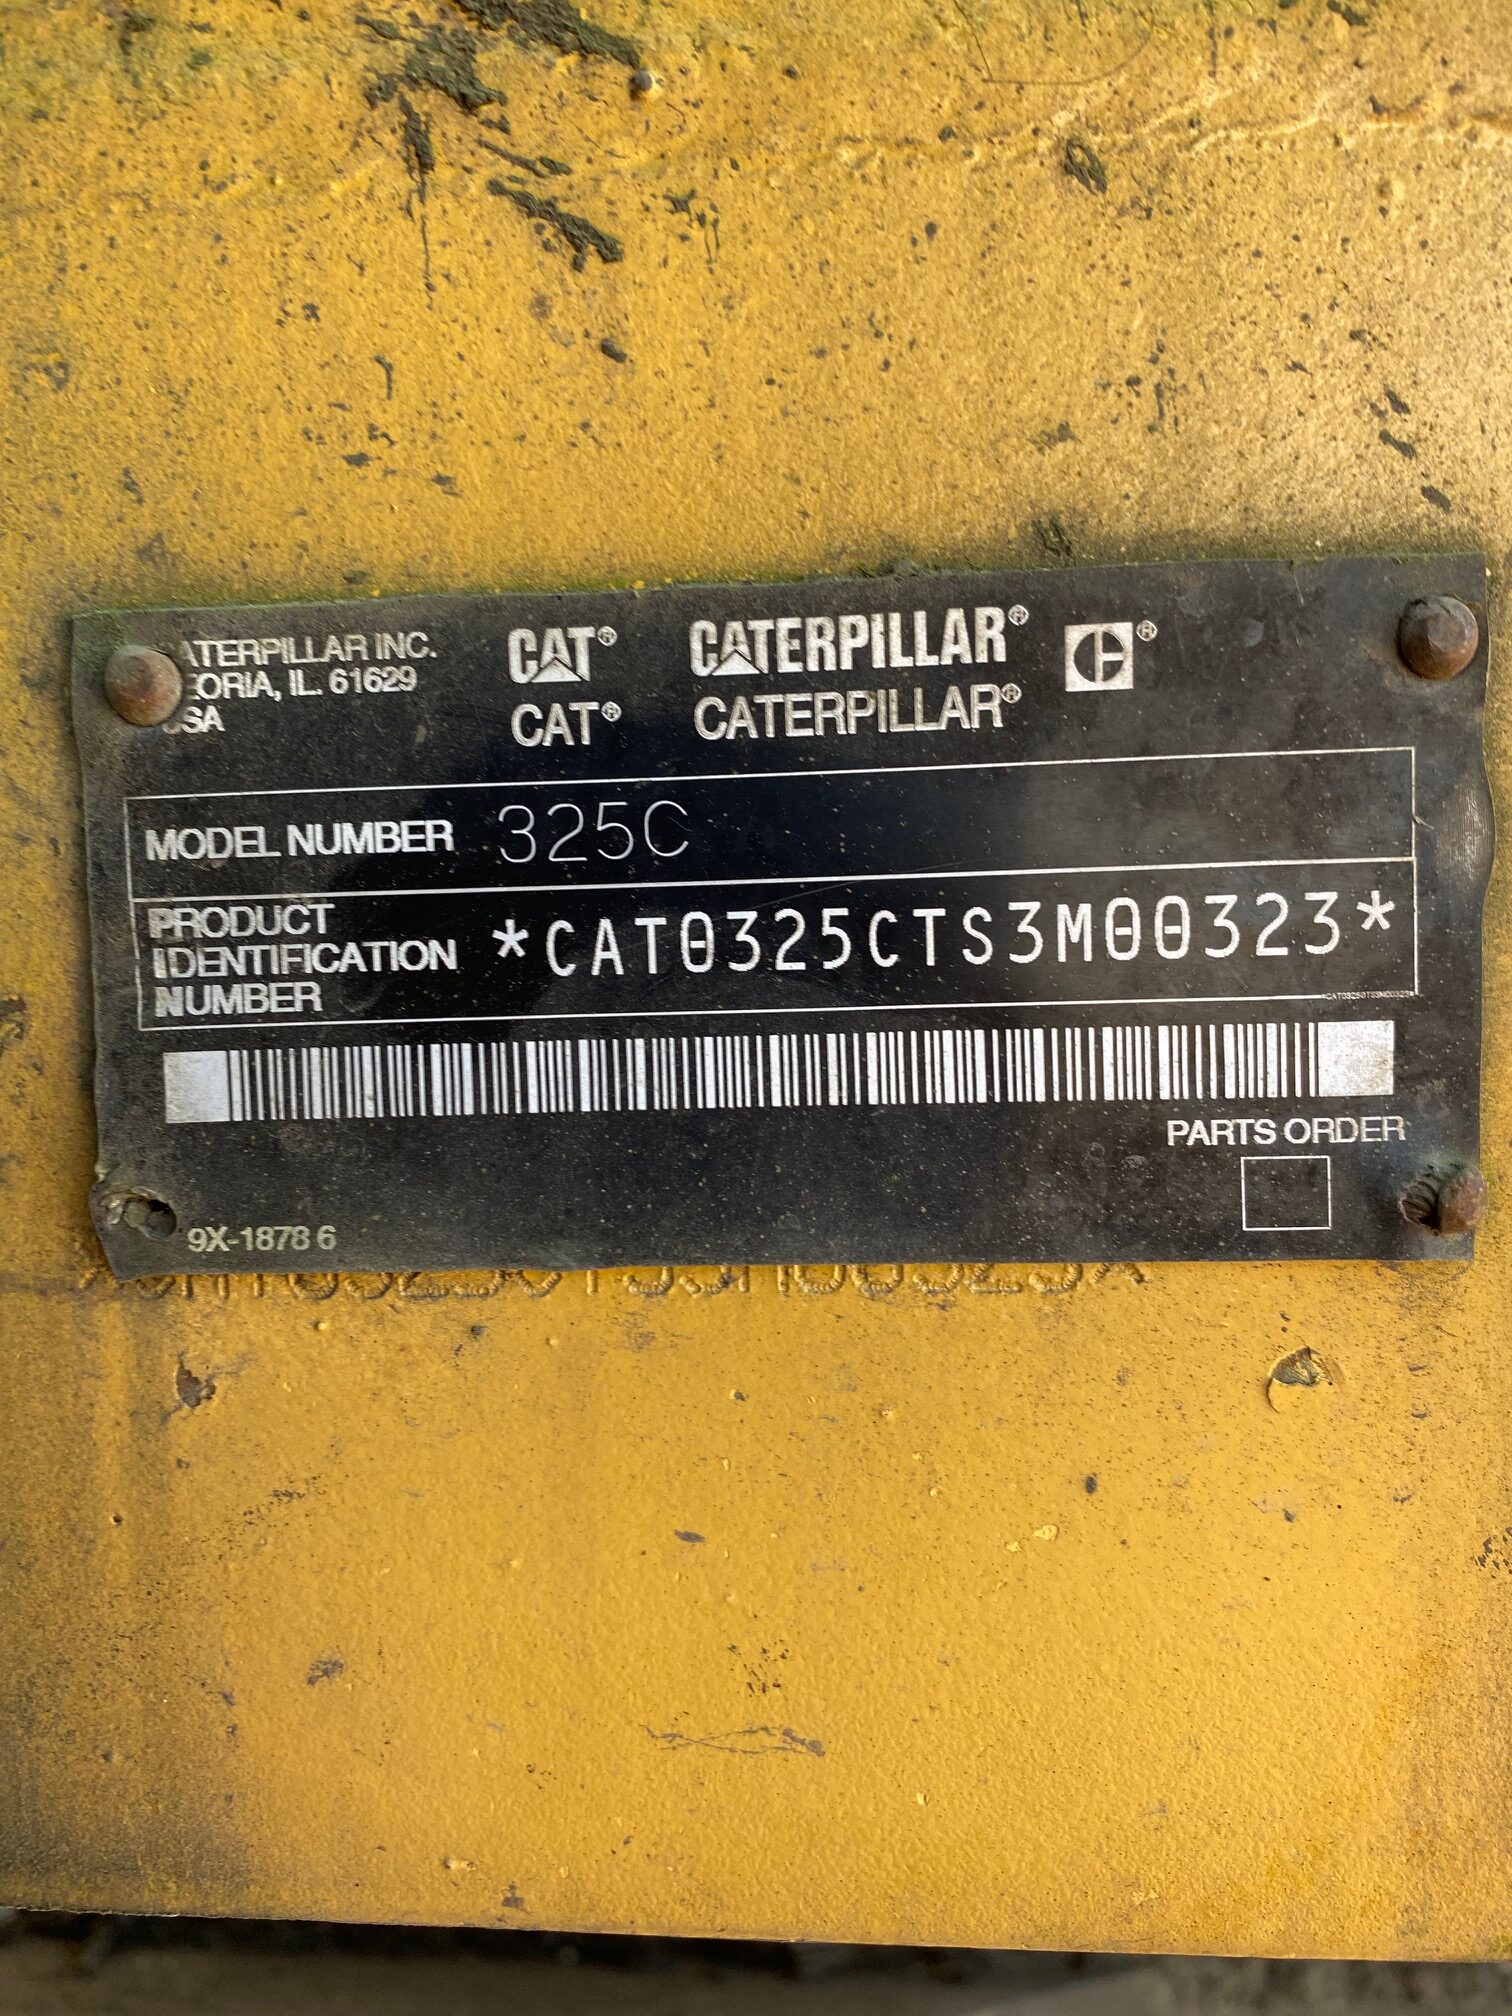 ATERPILLAR INC.
EORIA, IL. 61629
SA
CAT® CATERPILLAR® C®
CAT® CATERPILLAR®
MODEL NUMBER 325C
PRODUCT
IDENTIFICATION
NUMBER
*CAT0325CTS3M00323*
*CAT0325CTS3M00323*
PARTS ORDER
9X-1878 6